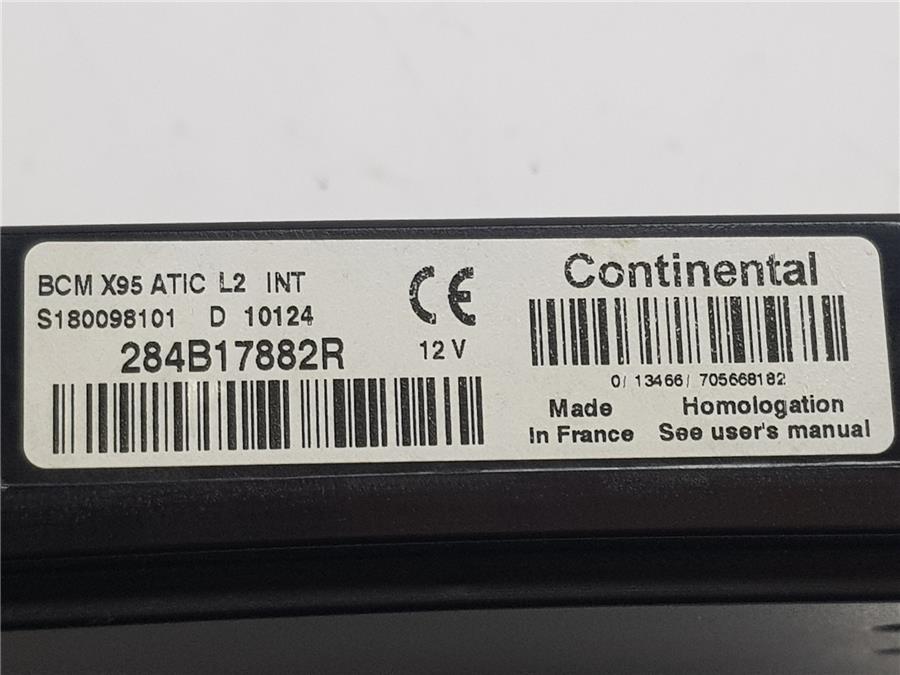 BCM X95 ATIC L2 INT
S180098101 D 10124
284B17882R
CE
12 V
Continental
0/ 13466/ 705668182
Made
In France
Homologation
See user's manual